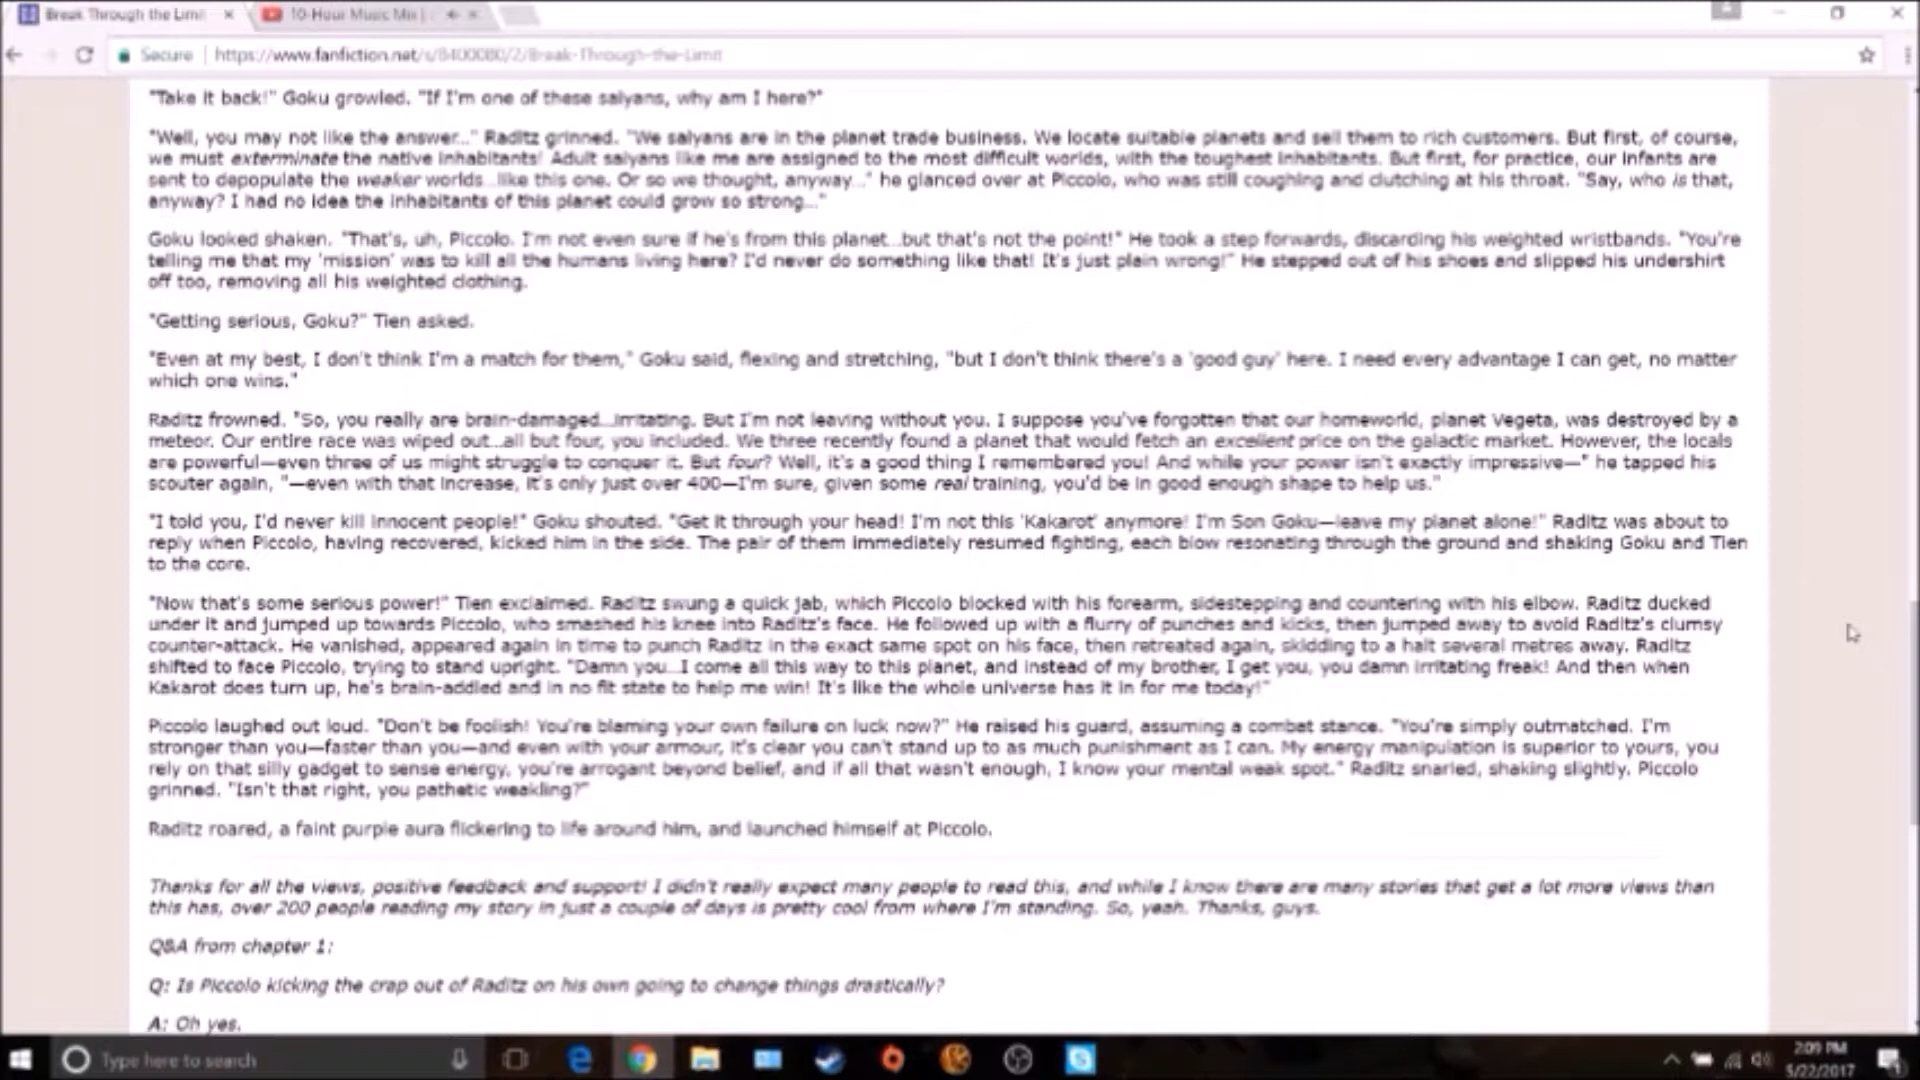 Break Through the Limi
10-Hour Music Mix |
Secure
https://www.fanfiction.net/s/8400080/2/Break-Through-the-Limit
"Take it back!" Goku growled. "If I'm one of these saiyans, why am I here?"
"Well, you may not like the answer..." Raditz grinned. "We saiyans are in the planet trade business. We locate suitable planets and sell them to rich customers. But first, of course,
we must exterminate the native inhabitants! Adult saiyans like me are assigned to the most difficult worlds, with the toughest inhabitants. But first, for practice, our infants are
sent to depopulate the weaker worlds...like this one. Or so we thought, anyway..." he glanced over at Piccolo, who was still coughing and clutching at his throat. "Say, who is that,
anyway? I had no idea the inhabitants of this planet could grow so strong..."
Goku looked shaken. "That's, uh, Piccolo. I'm not even sure if he's from this planet...but that's not the point!" He took a step forwards, discarding his weighted wristbands. "You're
telling me that my 'mission' was to kill all the humans living here? I'd never do something like that! It's just plain wrong!" He stepped out of his shoes and slipped his undershirt
off too, removing all his weighted clothing.
"Getting serious, Goku?" Tien asked.
"Even at my best, I don't think I'm a match for them," Goku said, flexing and stretching, "but I don't think there's a 'good guy' here. I need every advantage I can get, no matter
which one wins."
Raditz frowned. "So, you really are brain-damaged...irritating. But I'm not leaving without you. I suppose you've forgotten that our homeworld, planet Vegeta, was destroyed by a
meteor. Our entire race was wiped out...all but four, you included. We three recently found a planet that would fetch an excellent price on the galactic market. However, the locals
are powerful—even three of us might struggle to conquer it. But four? Well, it's a good thing I remembered you! And while your power isn't exactly impressive—" he tapped his
scouter again, "—even with that increase, it's only just over 400—I'm sure, given some real training, you'd be in good enough shape to help us."
"I told you, I'd never kill innocent people!" Goku shouted. "Get it through your head! I'm not this 'Kakarot' anymore! I'm Son Goku—leave my planet alone!" Raditz was about to
reply when Piccolo, having recovered, kicked him in the side. The pair of them immediately resumed fighting, each blow resonating through the ground and shaking Goku and Tien
to the core.
"Now that's some serious power!" Tien exclaimed. Raditz swung a quick jab, which Piccolo blocked with his forearm, sidestepping and countering with his elbow. Raditz ducked
under it and jumped up towards Piccolo, who smashed his knee into Raditz's face. He followed up with a flurry of punches and kicks, then jumped away to avoid Raditz's clumsy
counter-attack. He vanished, appeared again in time to punch Raditz in the exact same spot on his face, then retreated again, skidding to a halt several metres away. Raditz
shifted to face Piccolo, trying to stand upright. "Damn you...I come all this way to this planet, and instead of my brother, I get you, you damn irritating freak! And then when
Kakarot does turn up, he's brain-addled and in no fit state to help me win! It's like the whole universe has it in for me today!"
Piccolo laughed out loud. "Don't be foolish! You're blaming your own failure on luck now?" He raised his guard, assuming a combat stance. "You're simply outmatched. I'm
stronger than you—faster than you—and even with your armour, it's clear you can't stand up to as much punishment as I can. My energy manipulation is superior to yours, you
rely on that silly gadget to sense energy, you're arrogant beyond belief, and if all that wasn't enough, I know your mental weak spot." Raditz snarled, shaking slightly. Piccolo
grinned. "Isn't that right, you pathetic weakling?"
Raditz roared, a faint purple aura flickering to life around him, and launched himself at Piccolo.
Thanks for all the views, positive feedback and support! I didn't really expect many people to read this, and while I know there are many stories that get a lot more views than
this has, over 200 people reading my story in just a couple of days is pretty cool from where I'm standing. So, yeah. Thanks, guys.
Q&A from chapter 1:
Q: Is Piccolo kicking the crap out of Raditz on his own going to change things drastically?
A: Oh yes.
Type here to search
2:09 PM
5/22/2017